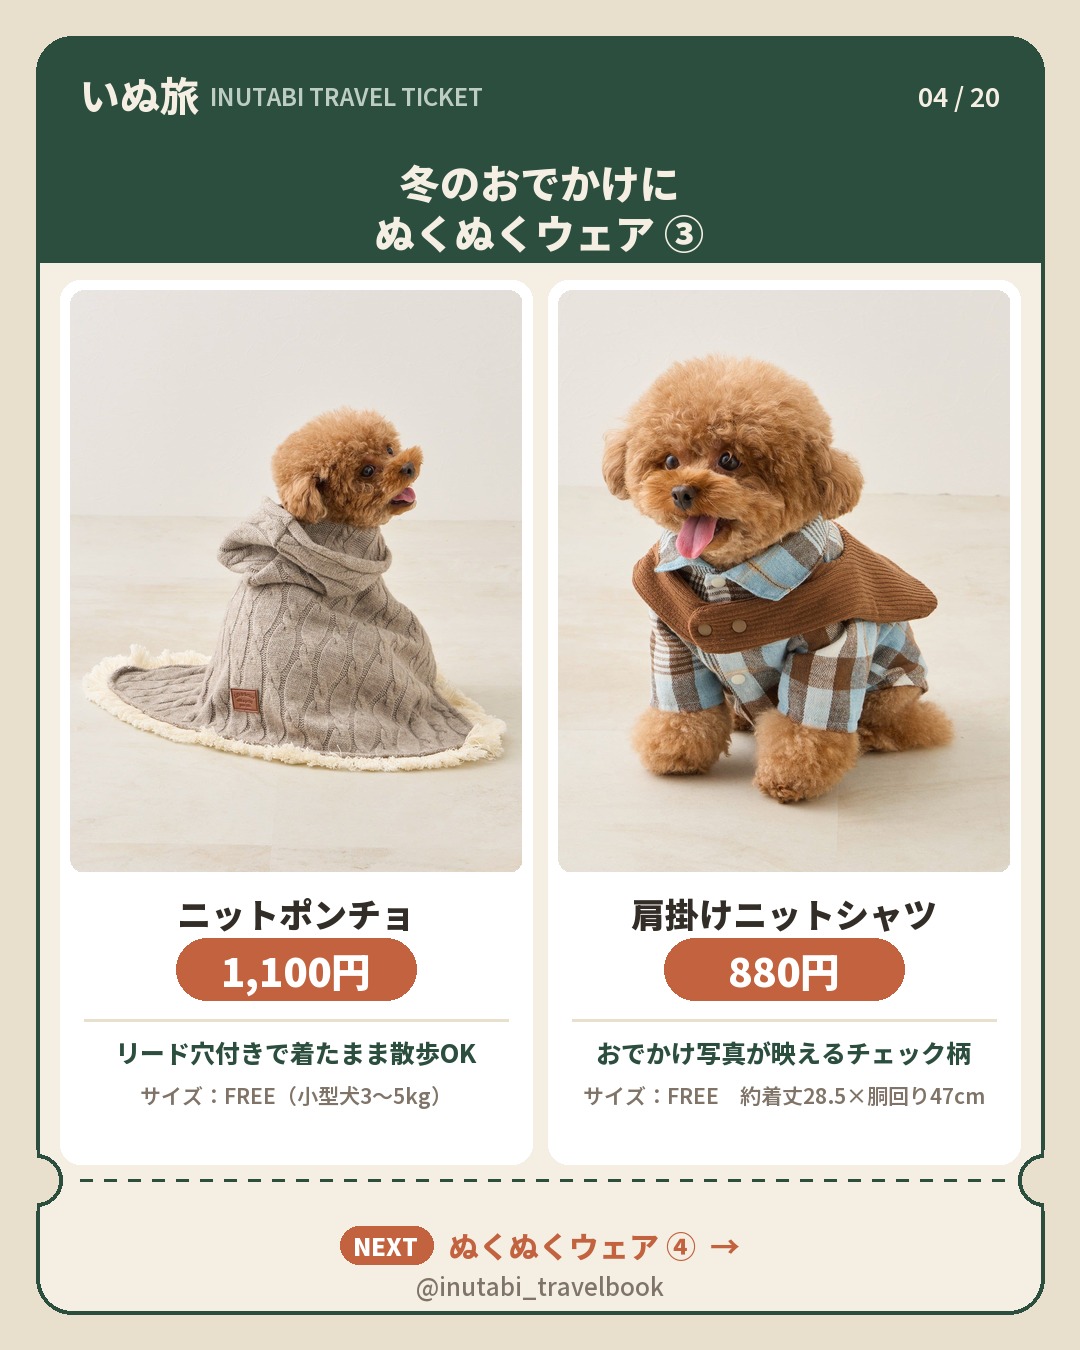 いぬ旅 INUTABI TRAVEL TICKET
04 / 20
冬のおでかけに
ぬくぬくウェア ③
ニットポンチョ
1,100円
リード穴付きで着たまま散歩OK
サイズ：FREE（小型犬3〜5kg）
肩掛けニットシャツ
880円
おでかけ写真が映えるチェック柄
サイズ：FREE　約着丈28.5×胴回り47cm
NEXT ぬくぬくウェア ④ →
@inutabi_travelbook